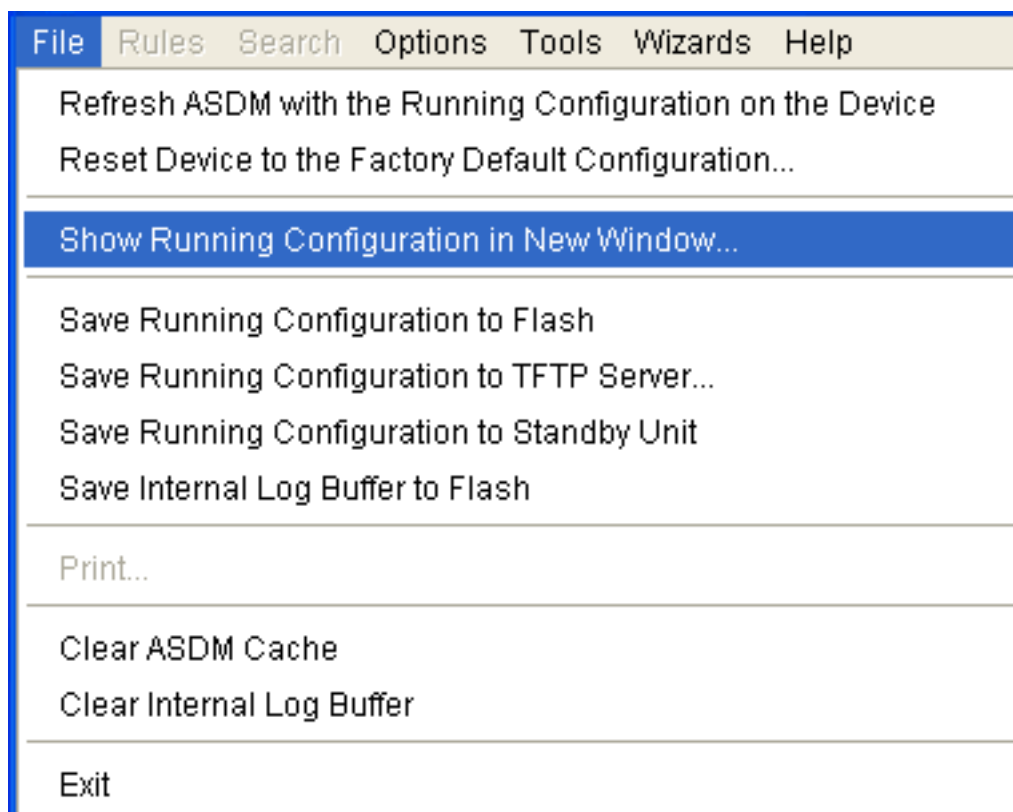 File Rules Search Options Tools Wizards Help
Refresh ASDM with the Running Configuration on the Device
Reset Device to the Factory Default Configuration...
Show Running Configuration in New Window...
Save Running Configuration to Flash
Save Running Configuration to TFTP Server...
Save Running Configuration to Standby Unit
Save Internal Log Buffer to Flash
Print...
Clear ASDM Cache
Clear Internal Log Buffer
Exit